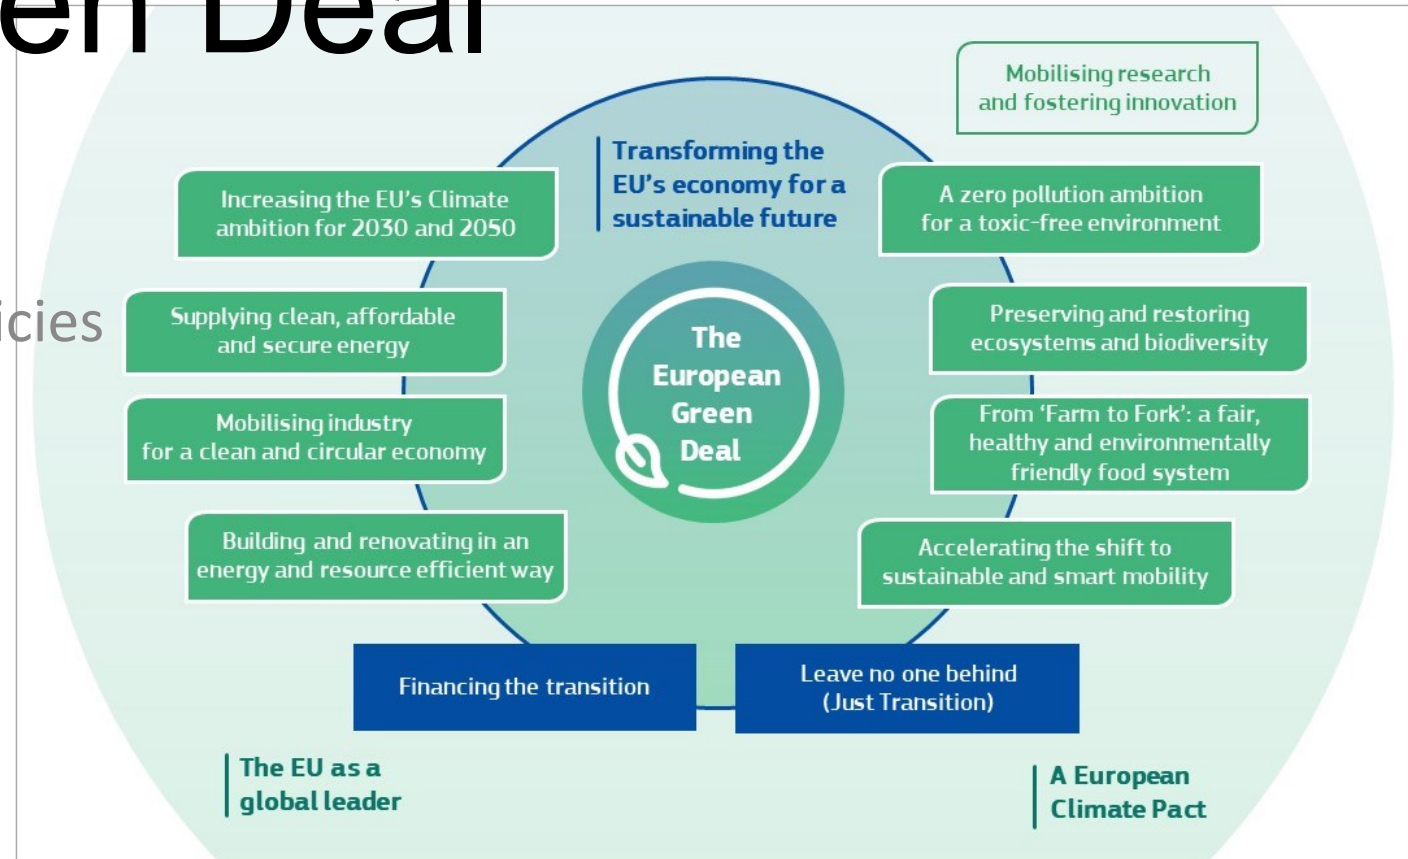 en Deal
icies
Mobilising research
and fostering innovation
Transforming the
EU's economy for a
sustainable future
Increasing the EU's Climate
ambition for 2030 and 2050
A zero pollution ambition
for a toxic-free environment
Supplying clean, affordable
and secure energy
Preserving and restoring
ecosystems and biodiversity
The
European
Green
Deal
Mobilising industry
for a clean and circular economy
From ‘Farm to Fork’: a fair,
healthy and environmentally
friendly food system
Building and renovating in an
energy and resource efficient way
Accelerating the shift to
sustainable and smart mobility
Financing the transition
Leave no one behind
(Just Transition)
The EU as a
global leader
A European
Climate Pact